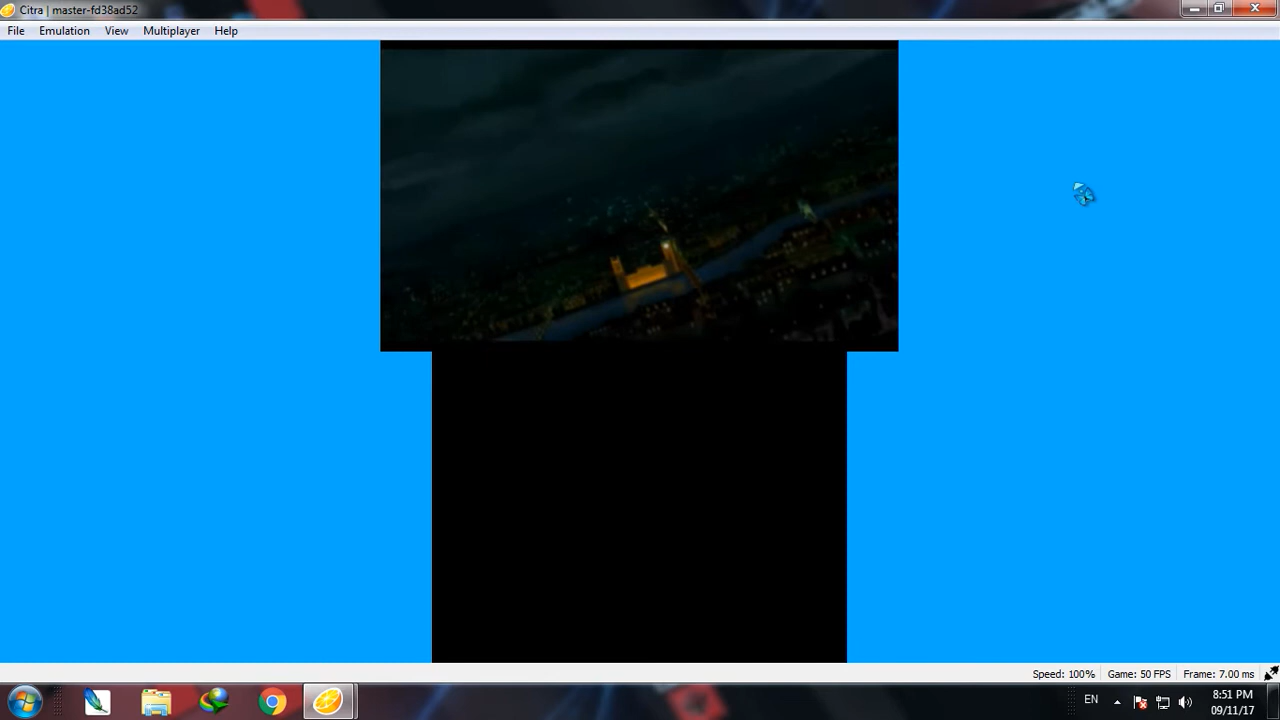 Citra | master-fd38ad52
File Emulation View Multiplayer Help
Speed: 100% Game: 50 FPS Frame: 7.00 ms
EN 8:51 PM
09/11/17